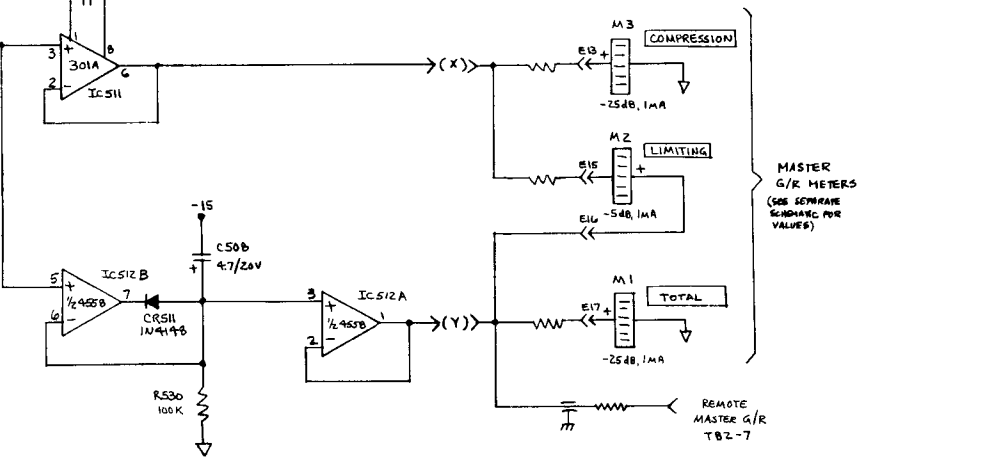 M3
COMPRESSION
E13
+
-25dB, 1MA
1
8
3
+
301A
6
2
-
IC511
(X)
M2
LIMITING
E15
+
-5dB, 1MA
E16
MASTER
G/R METERS
(SEE SEPARATE
SCHEMATIC FOR
VALUES)
-15
C508
+ 4.7/20V
IC512B
5
+
1/2 4558
7
6
-
CR511
1N4148
IC512A
3
+
1/2 4558
1
2
-
(Y)
M1
TOTAL
E17
+
-25dB, 1MA
R530
100K
REMOTE
MASTER G/R
TB2-7